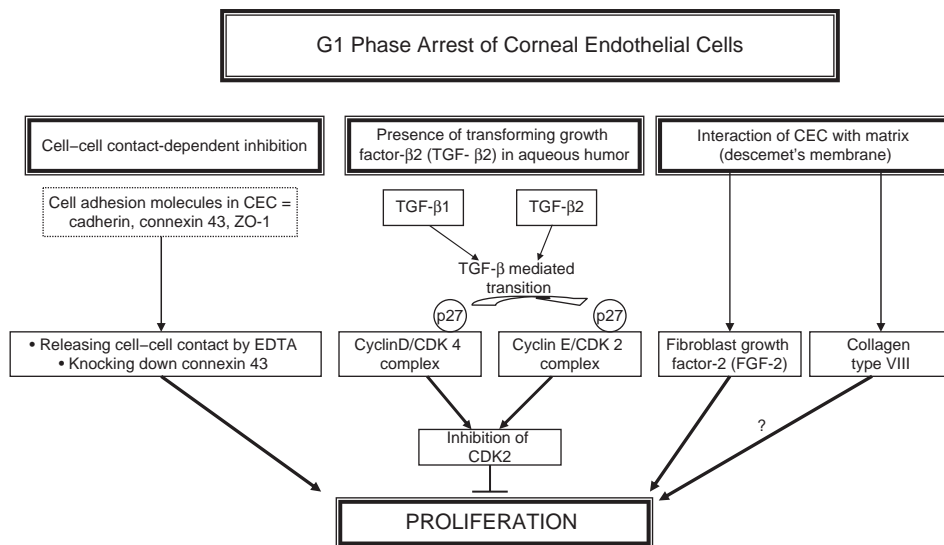 G1 Phase Arrest of Corneal Endothelial Cells
Cell–cell contact-dependent inhibition
Presence of transforming growth
factor-β2 (TGF- β2) in aqueous humor
Interaction of CEC with matrix
(descemet's membrane)
Cell adhesion molecules in CEC =
cadherin, connexin 43, ZO-1
TGF-β1
TGF-β2
TGF-β mediated
transition
p27
p27
• Releasing cell–cell contact by EDTA
• Knocking down connexin 43
CyclinD/CDK 4
complex
Cyclin E/CDK 2
complex
Fibroblast growth
factor-2 (FGF-2)
Collagen
type VIII
?
Inhibition of
CDK2
PROLIFERATION